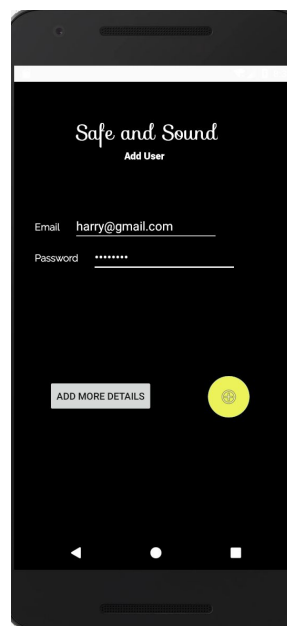 Safe and Sound
Add User
Email harry@gmail.com
Password ••••••••
ADD MORE DETAILS